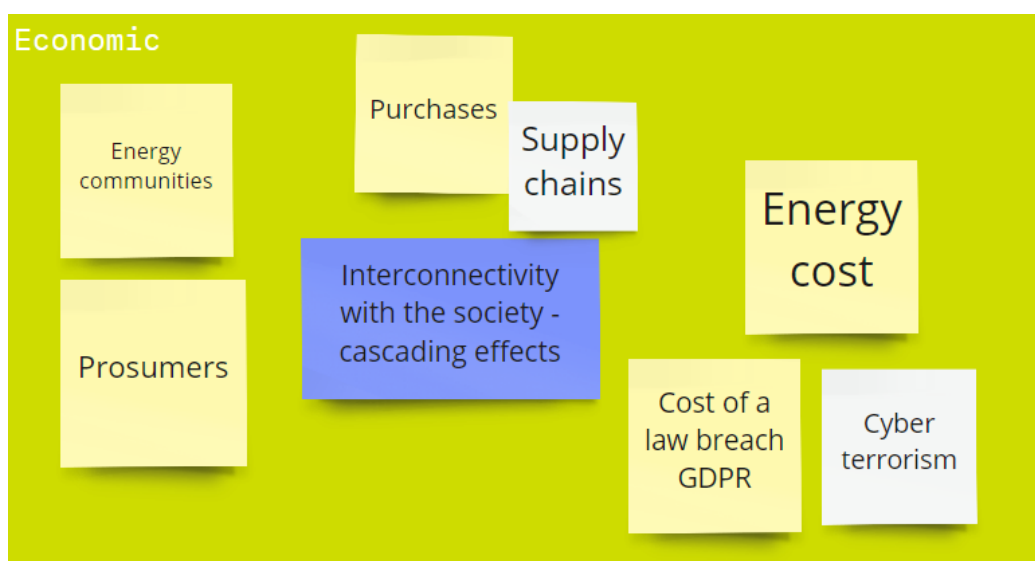 Economic
Energy
communities
Purchases
Supply
chains
Energy
cost
Interconnectivity
with the society -
cascading effects
Prosumers
Cost of a
law breach
GDPR
Cyber
terrorism